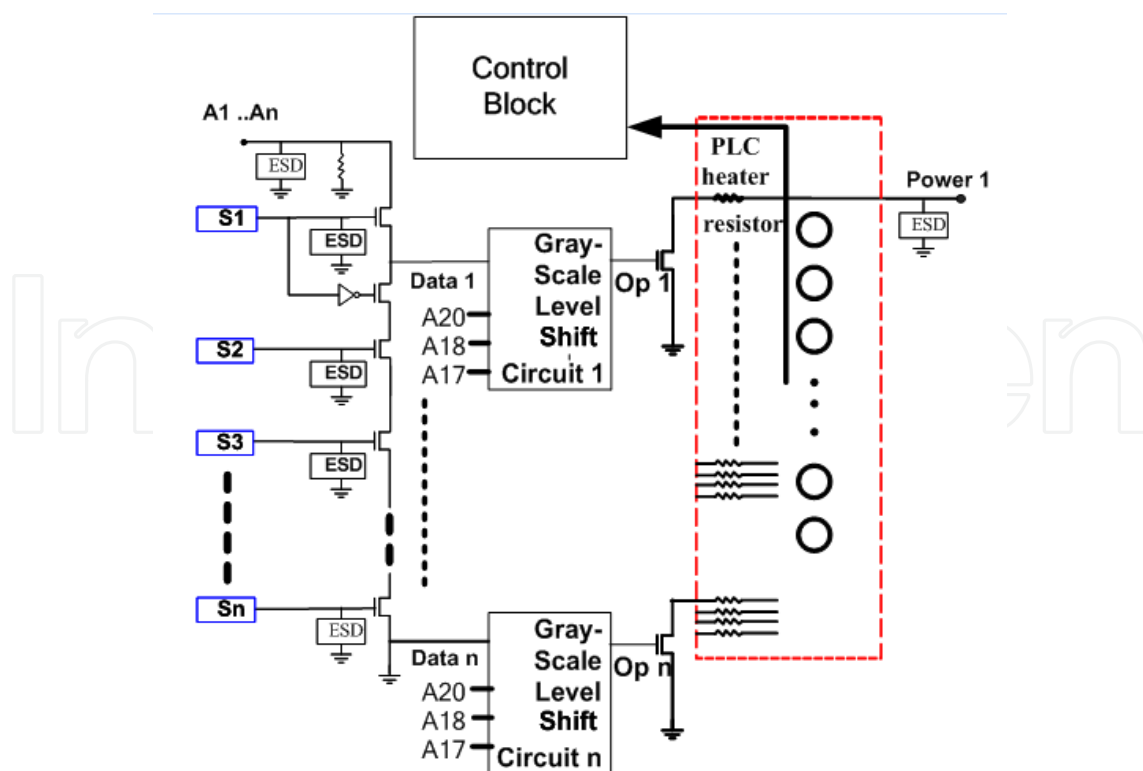 Control
Block
A1 ..An
ESD
PLC
heater
resistor
Power 1
ESD
S1
ESD
Data 1
A20
A18
A17
Gray-
Scale
Level
Shift
Circuit 1
Op 1
S2
ESD
S3
ESD
Sn
ESD
Data n
A20
A18
A17
Gray-
Scale
Level
Shift
Circuit n
Op n